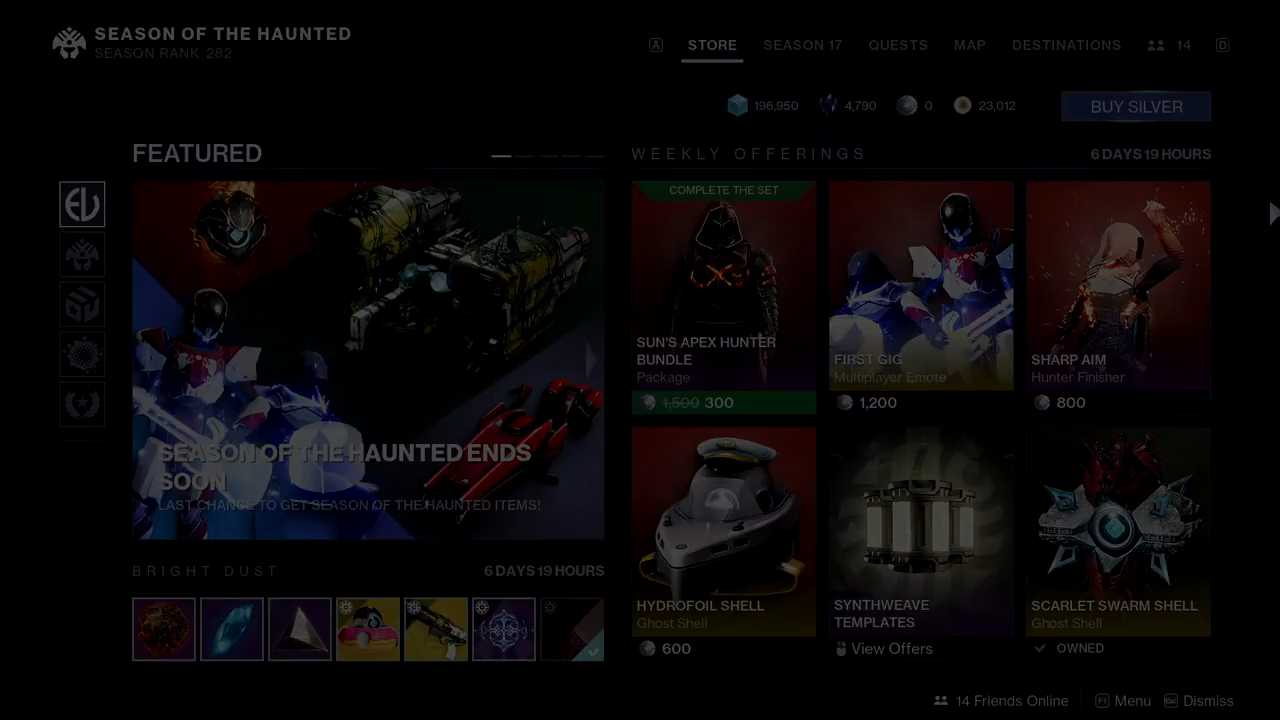 SEASON OF THE HAUNTED
SEASON RANK 282
A
STORE
SEASON 17
QUESTS
MAP
DESTINATIONS
14
D
196,950
4,790
0
23,012
BUY SILVER
FEATURED
WEEKLY OFFERINGS
6 DAYS 19 HOURS
COMPLETE THE SET
SUN'S APEX HUNTER
BUNDLE
Package
1,500 300
FIRST GIG
Multiplayer Emote
1,200
SHARP AIM
Hunter Finisher
800
SEASON OF THE HAUNTED ENDS
SOON
LAST CHANCE TO GET SEASON OF THE HAUNTED ITEMS!
HYDROFOIL SHELL
Ghost Shell
600
SYNTHWEAVE
TEMPLATES
View Offers
SCARLET SWARM SHELL
Ghost Shell
OWNED
BRIGHT DUST
6 DAYS 19 HOURS
14 Friends Online
F1 Menu
Esc Dismiss